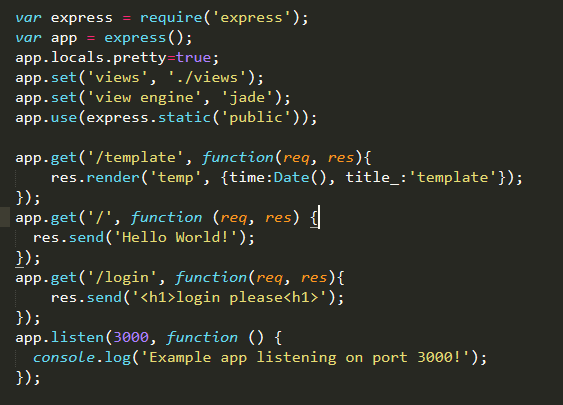 var express = require('express');
var app = express();
app.locals.pretty=true;
app.set('views', './views');
app.set('view engine', 'jade');
app.use(express.static('public'));

app.get('/template', function(req, res){
    res.render('temp', {time:Date(), title_:'template'});
});
app.get('/', function (req, res) {
  res.send('Hello World!');
});
app.get('/login', function(req, res){
    res.send('<h1>login please<h1>');
});
app.listen(3000, function () {
  console.log('Example app listening on port 3000!');
});